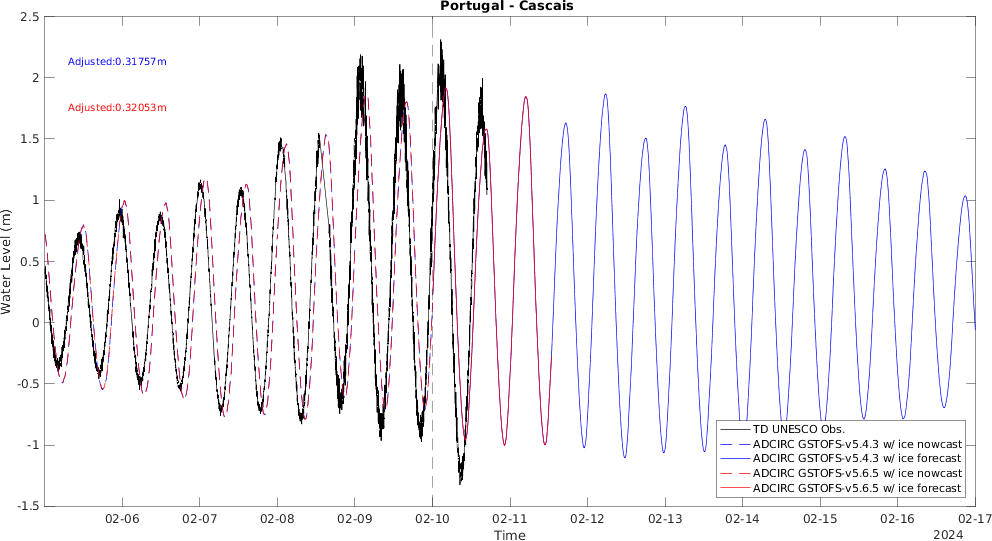 Portugal - Cascais
2.5
Adjusted:0.31757m
2
Adjusted:0.32053m
1.5
1
0.5
0
-0.5
-1
-1.5
Water Level (m)
TD UNESCO Obs.
ADCIRC GSTOFS-v5.4.3 w/ ice nowcast
ADCIRC GSTOFS-v5.4.3 w/ ice forecast
ADCIRC GSTOFS-v5.6.5 w/ ice nowcast
ADCIRC GSTOFS-v5.6.5 w/ ice forecast
02-06 02-07 02-08 02-09 02-10 02-11 02-12 02-13 02-14 02-15 02-16 02-17
Time
2024